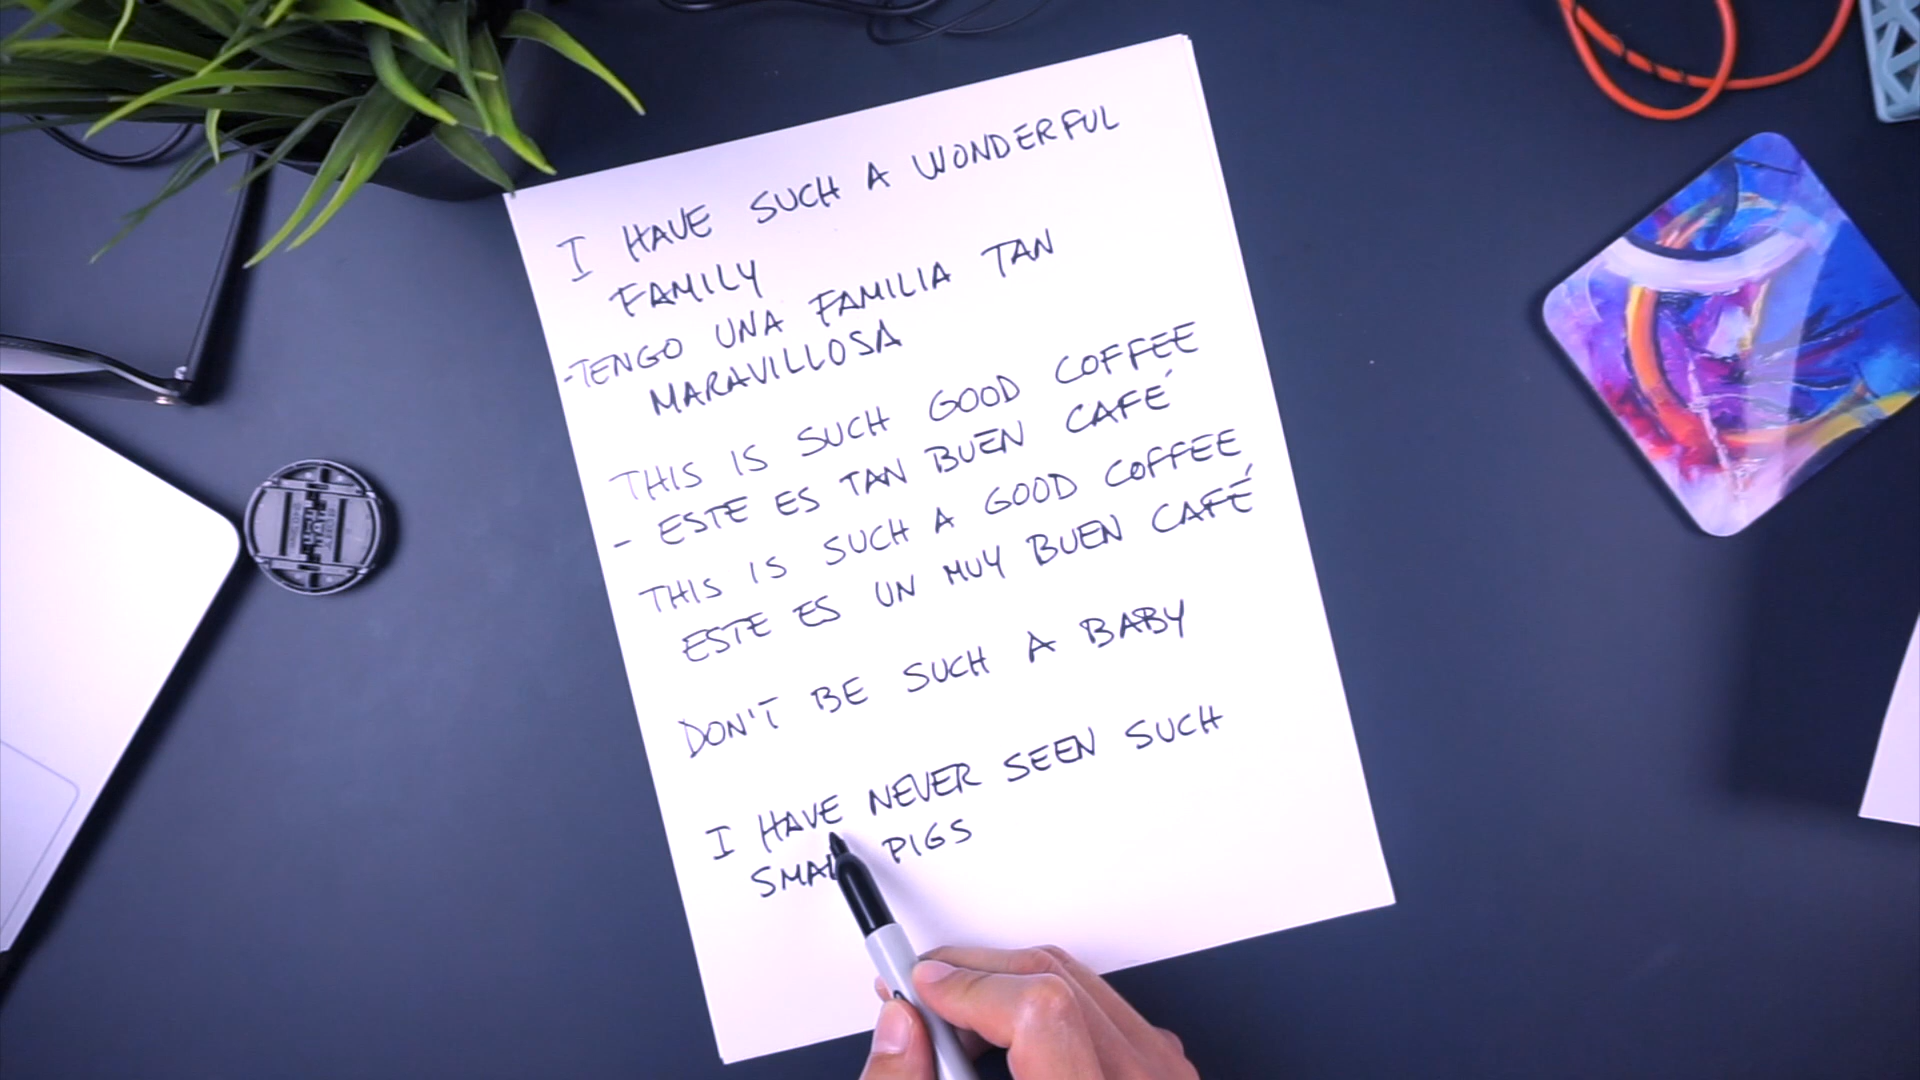 I HAVE SUCH A WONDERFUL
FAMILY
-TENGO UNA FAMILIA TAN
MARAVILLOSA
THIS IS SUCH GOOD COFFEE
- ESTE ES TAN BUEN CAFÉ
THIS IS SUCH A GOOD COFFEE
ESTE ES UN MUY BUEN CAFÉ
DON'T BE SUCH A BABY
I HAVE NEVER SEEN SUCH
PIGS